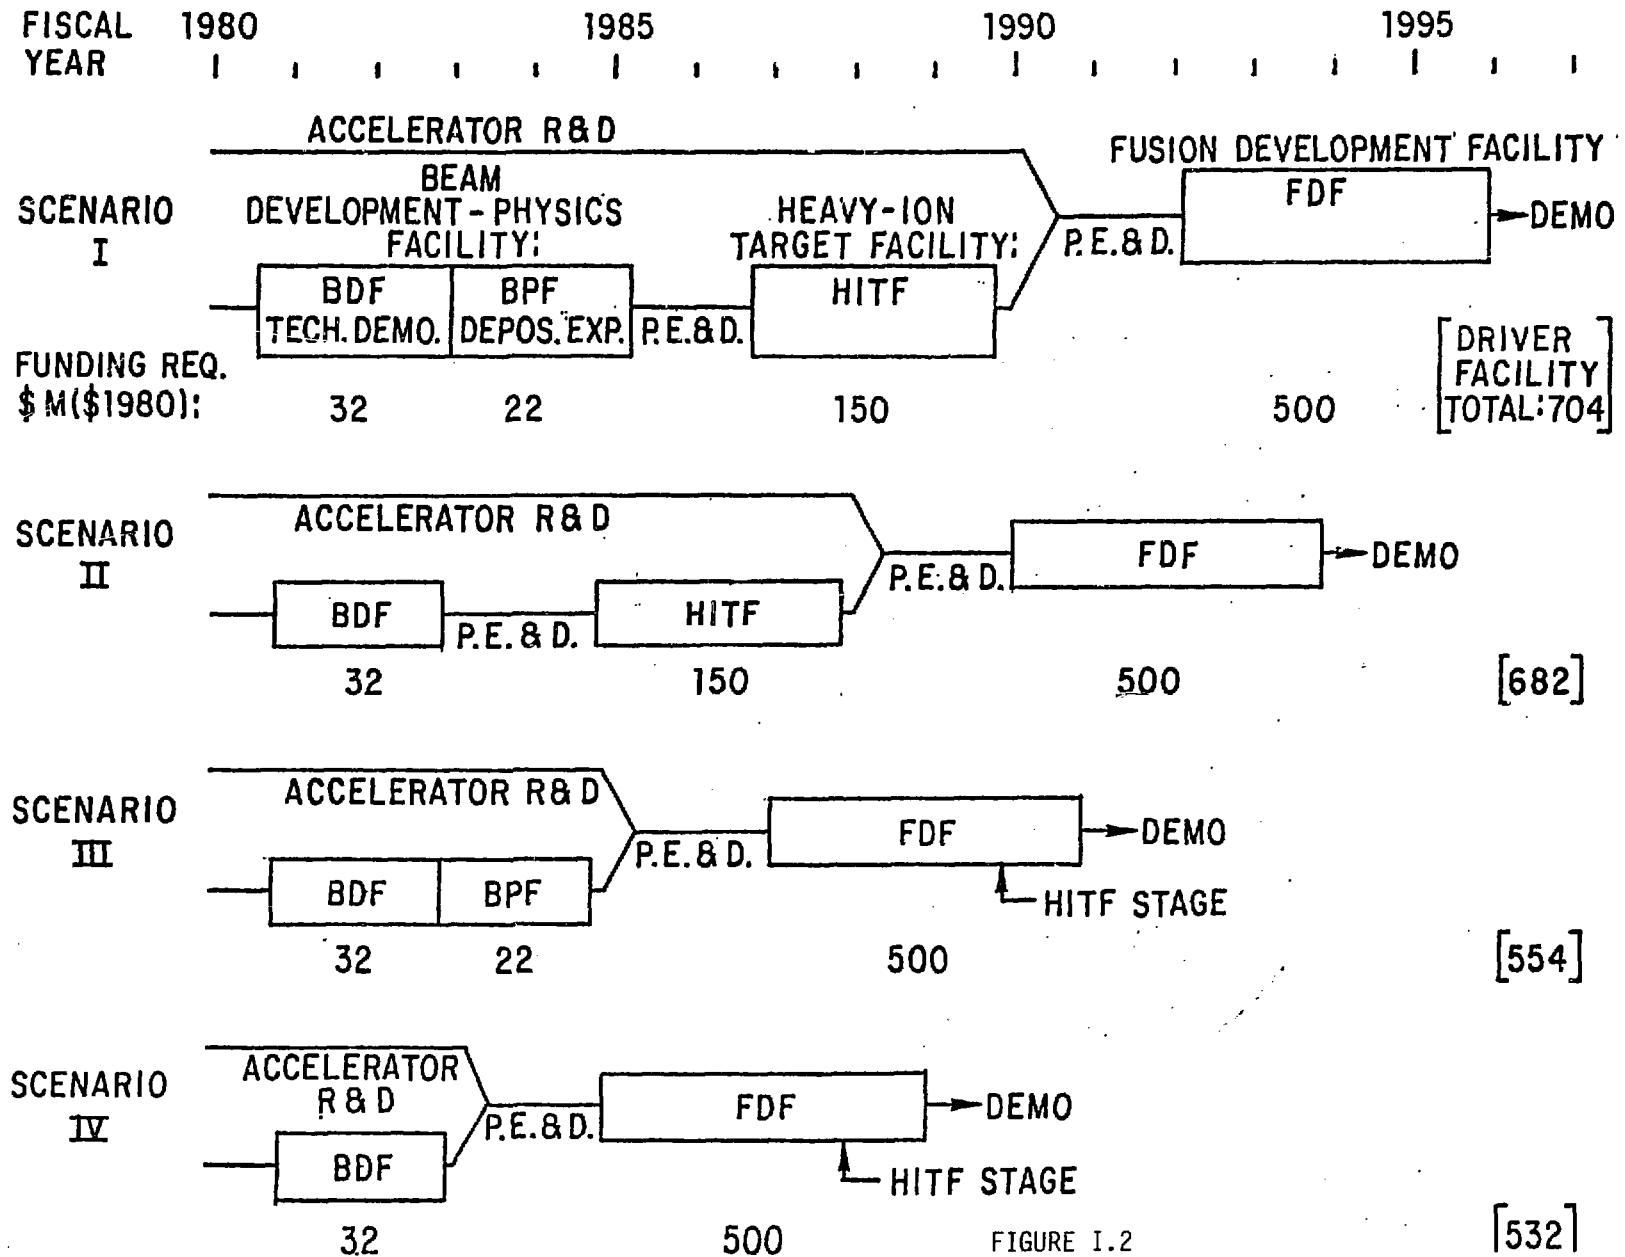 FISCAL YEAR
1980 1985 1990 1995
SCENARIO
I
ACCELERATOR R&D
BEAM
DEVELOPMENT-PHYSICS
FACILITY:
BDF
TECH. DEMO.
BPF
DEPOS. EXP.
P.E.&D.
HEAVY-ION
TARGET FACILITY:
HITF
P.E.&D.
FUSION DEVELOPMENT FACILITY
FDF
DEMO
FUNDING REQ.
$M($1980):
32 22 150 500
[DRIVER
FACILITY
TOTAL:704]
SCENARIO
II
ACCELERATOR R&D
BDF
P.E.&D.
HITF
P.E.&D.
FDF
DEMO
32 150 500 [682]
SCENARIO
III
ACCELERATOR R&D
BDF
BPF
P.E.&D.
FDF
DEMO
HITF STAGE
32 22 500 [554]
SCENARIO
IV
ACCELERATOR
R&D
BDF
P.E.&D.
FDF
DEMO
HITF STAGE
32 500 [532]
FIGURE I.2